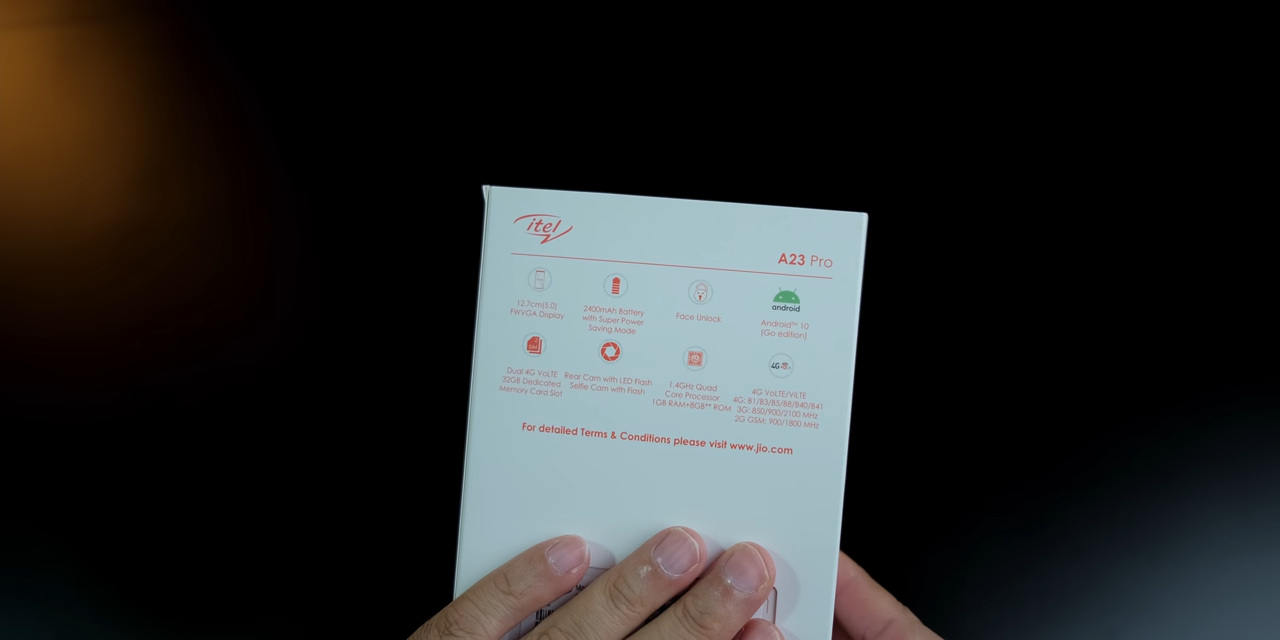 itel
A23 Pro
12.7cm(5.0)
FWVGA Display
2400mAh Battery
with Super Power
Saving Mode
Face Unlock
android
Android™ 10
(Go edition)
SIM
Dual 4G VoLTE
32GB Dedicated
Memory Card Slot
Rear Cam with LED Flash
Selfie Cam with Flash
1.4GHz Quad
Core Processor
1GB RAM+8GB** ROM
4G
4G VoLTE/ViLTE
4G: B1/B3/B5/B8/B40/B41
3G: 850/900/2100 MHz
2G GSM: 900/1800 MHz
For detailed Terms & Conditions please visit www.jio.com